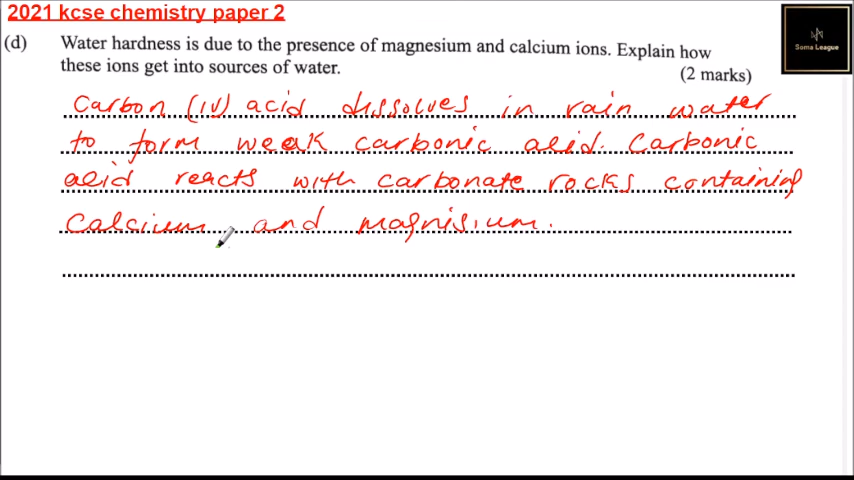 2021 kcse chemistry paper 2
Soma League
(d) Water hardness is due to the presence of magnesium and calcium ions. Explain how
these ions get into sources of water.
(2 marks)
Carbon (IV) acid dissolves in rain water
to form weak carbonic acid. Carbonic
acid reacts with carbonate rocks containing
Calcium and magnisium.